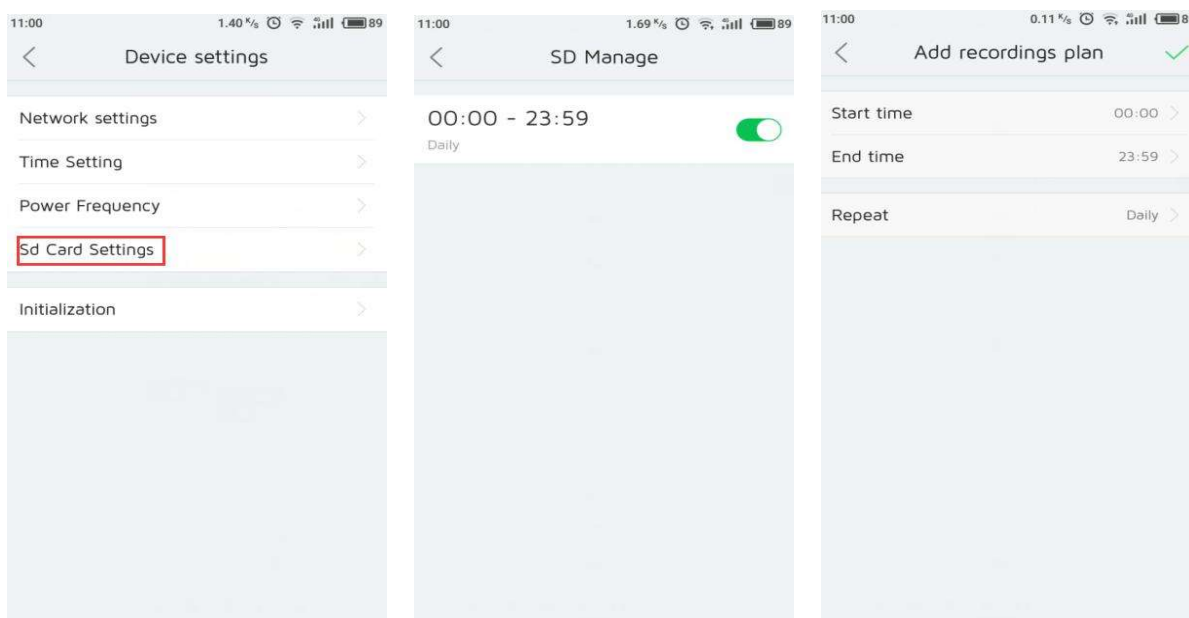 11:00 1.40 K/s 89
Device settings
Network settings
Time Setting
Power Frequency
Sd Card Settings
Initialization
11:00 1.69 K/s 89
SD Manage
00:00 - 23:59
Daily
11:00 0.11 K/s 8
Add recordings plan
Start time 00:00
End time 23:59
Repeat Daily